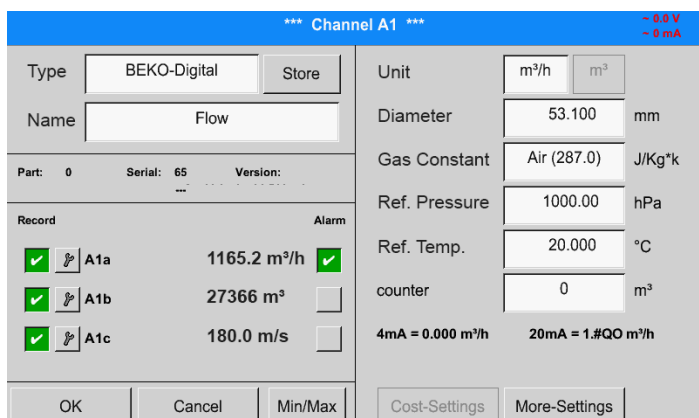 *** Channel A1 ***
~ 0.0 V
~ 0 mA
Type BEKO-Digital Store
Name Flow
Part: 0 Serial: 65 Version:
---
Record Alarm
A1a 1165.2 m³/h
A1b 27366 m³
A1c 180.0 m/s
OK Cancel Min/Max
Unit m³/h m³
Diameter 53.100 mm
Gas Constant Air (287.0) J/Kg*k
Ref. Pressure 1000.00 hPa
Ref. Temp. 20.000 °C
counter 0 m³
4mA = 0.000 m³/h 20mA = 1.#QO m³/h
Cost-Settings More-Settings